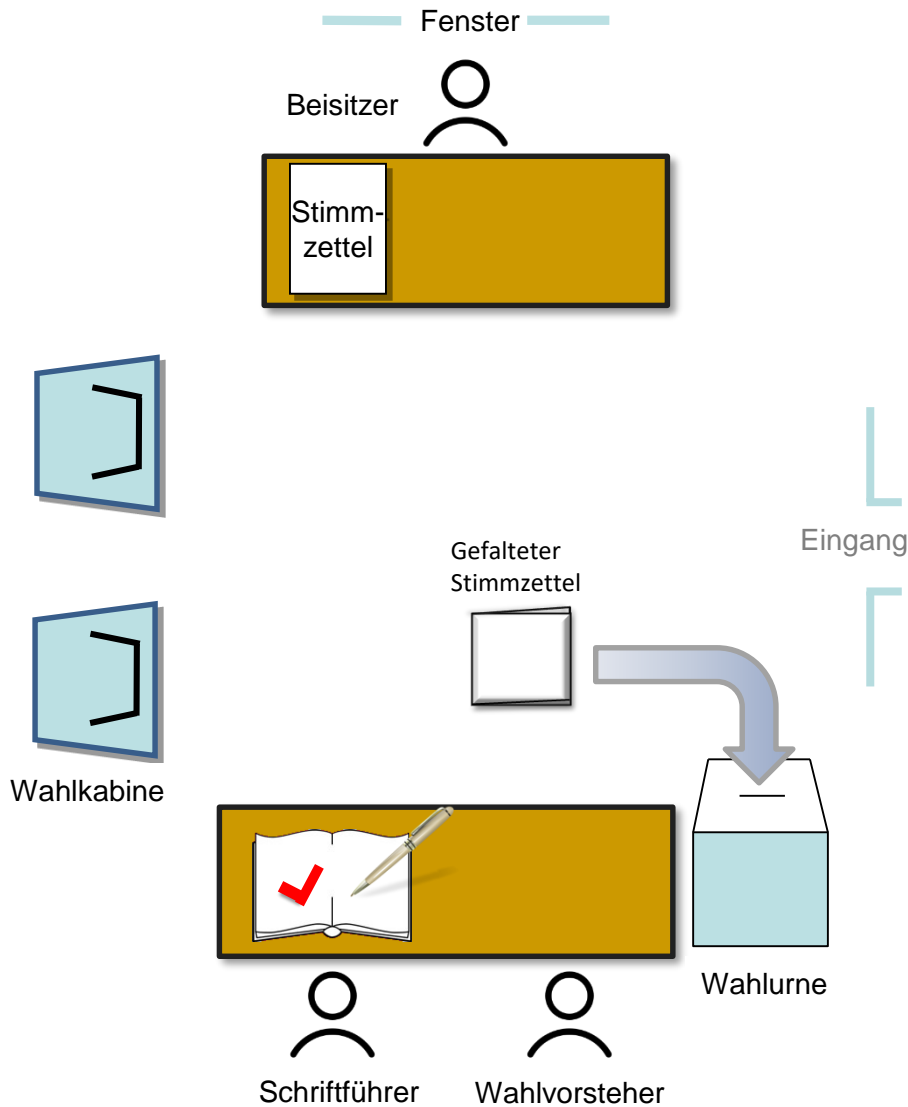 Fenster
Beisitzer
Stimm-
zettel
Eingang
Gefalteter
Stimmzettel
Wahlkabine
Wahlurne
Schriftführer
Wahlvorsteher